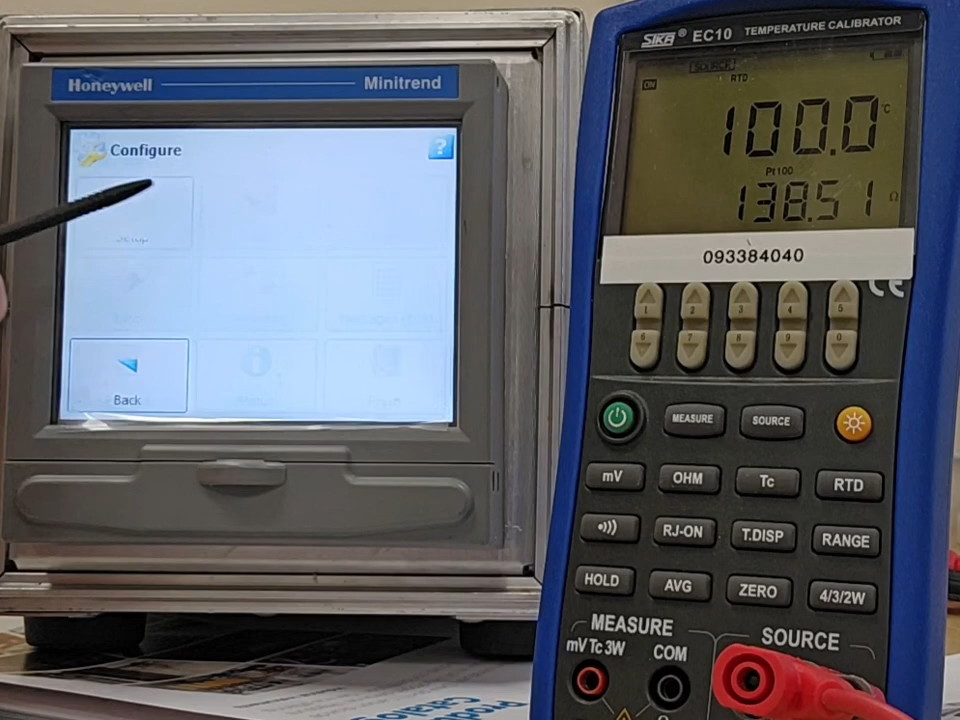 Honeywell
Minitrend
Configure
?
Back
SIKA® EC10 TEMPERATURE CALIBRATOR
SOURCE
RTD
ON
100.0 °C
Pt100
138.51 Ω
093384040
CE
1 2 3 4 5
6 7 8 9 0
MEASURE SOURCE
mV OHM Tc RTD
•))) RJ-ON T.DISP RANGE
HOLD AVG ZERO 4/3/2W
MEASURE SOURCE
mV Tc 3W COM